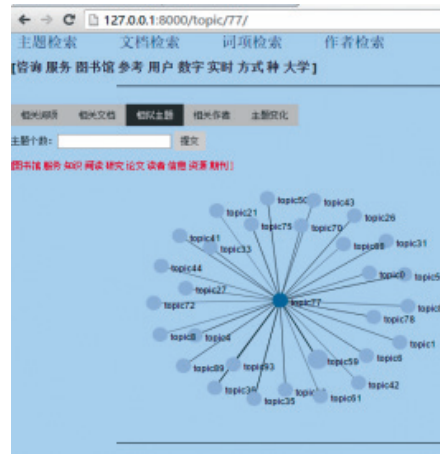 127.0.0.1:8000/topic/77/
主题检索 文档检索 词项检索 作者检索
[咨询 服务 图书馆 参考 用户 数字 实时 方式 种 大学]
相关词项 相关文档 相似主题 相关作者 主题变化
主题个数: 提交
图书馆 服务 知识 阅读 研究 论文 读者 信息 资源 期刊]
topic50 topic43
topic21 topic26
topic75 topic70
topic41 topic31
topic33 topic86
topic44 topic0
topic27
topic77
topic72
topic78
topic8 topic4 topic1
topic59 topic6
topic89 topic93
topic42
topic39 topic61
topic35